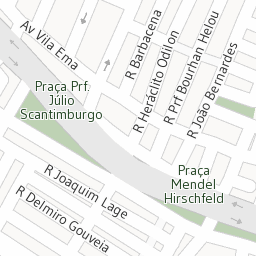 Av Vila Ema
R Barbacena
R Heráclito Odilon
R Prf Bourhan Helou
R João Bernardes
Praça Prf.
Júlio
Scantimburgo
Praça
Mendel
Hirschfeld
R Joaquim Lage
R Delmiro Gouveia